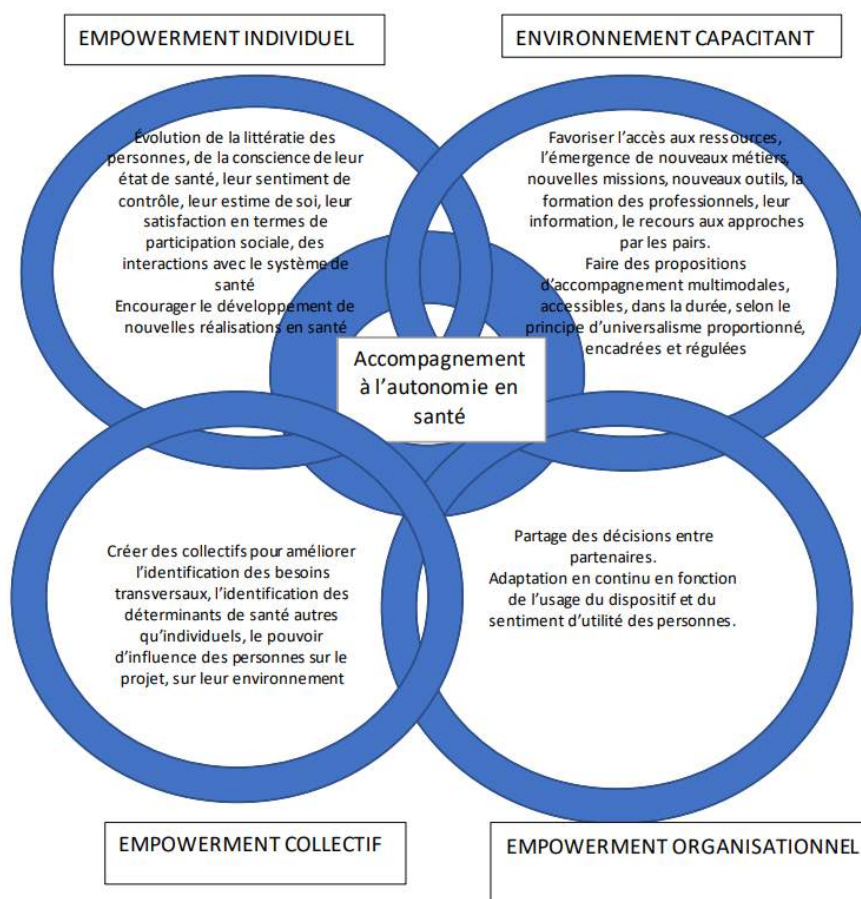 EMPOWERMENT INDIVIDUEL
ENVIRONNEMENT CAPACITANT
Évolution de la littératie des
personnes, de la conscience de leur
état de santé, leur sentiment de
contrôle, leur estime de soi, leur
satisfaction en termes de
participation sociale, des
interactions avec le système de
santé
Encourager le développement de
nouvelles réalisations en santé
Favoriser l’accès aux ressources,
l’émergence de nouveaux métiers,
nouvelles missions, nouveaux outils, la
formation des professionnels, leur
information, le recours aux approches
par les pairs.
Faire des propositions
d’accompagnement multimodales,
accessibles, dans la durée, selon le
principe d’universalisme proportionné,
encadrées et régulées
Accompagnement
à l’autonomie en
santé
Créer des collectifs pour améliorer
l’identification des besoins
transversaux, l’identification des
déterminants de santé autres
qu’individuels, le pouvoir
d’influence des personnes sur le
projet, sur leur environnement
Partage des décisions entre
partenaires.
Adaptation en continu en fonction
de l’usage du dispositif et du
sentiment d’utilité des personnes.
EMPOWERMENT COLLECTIF
EMPOWERMENT ORGANISATIONNEL